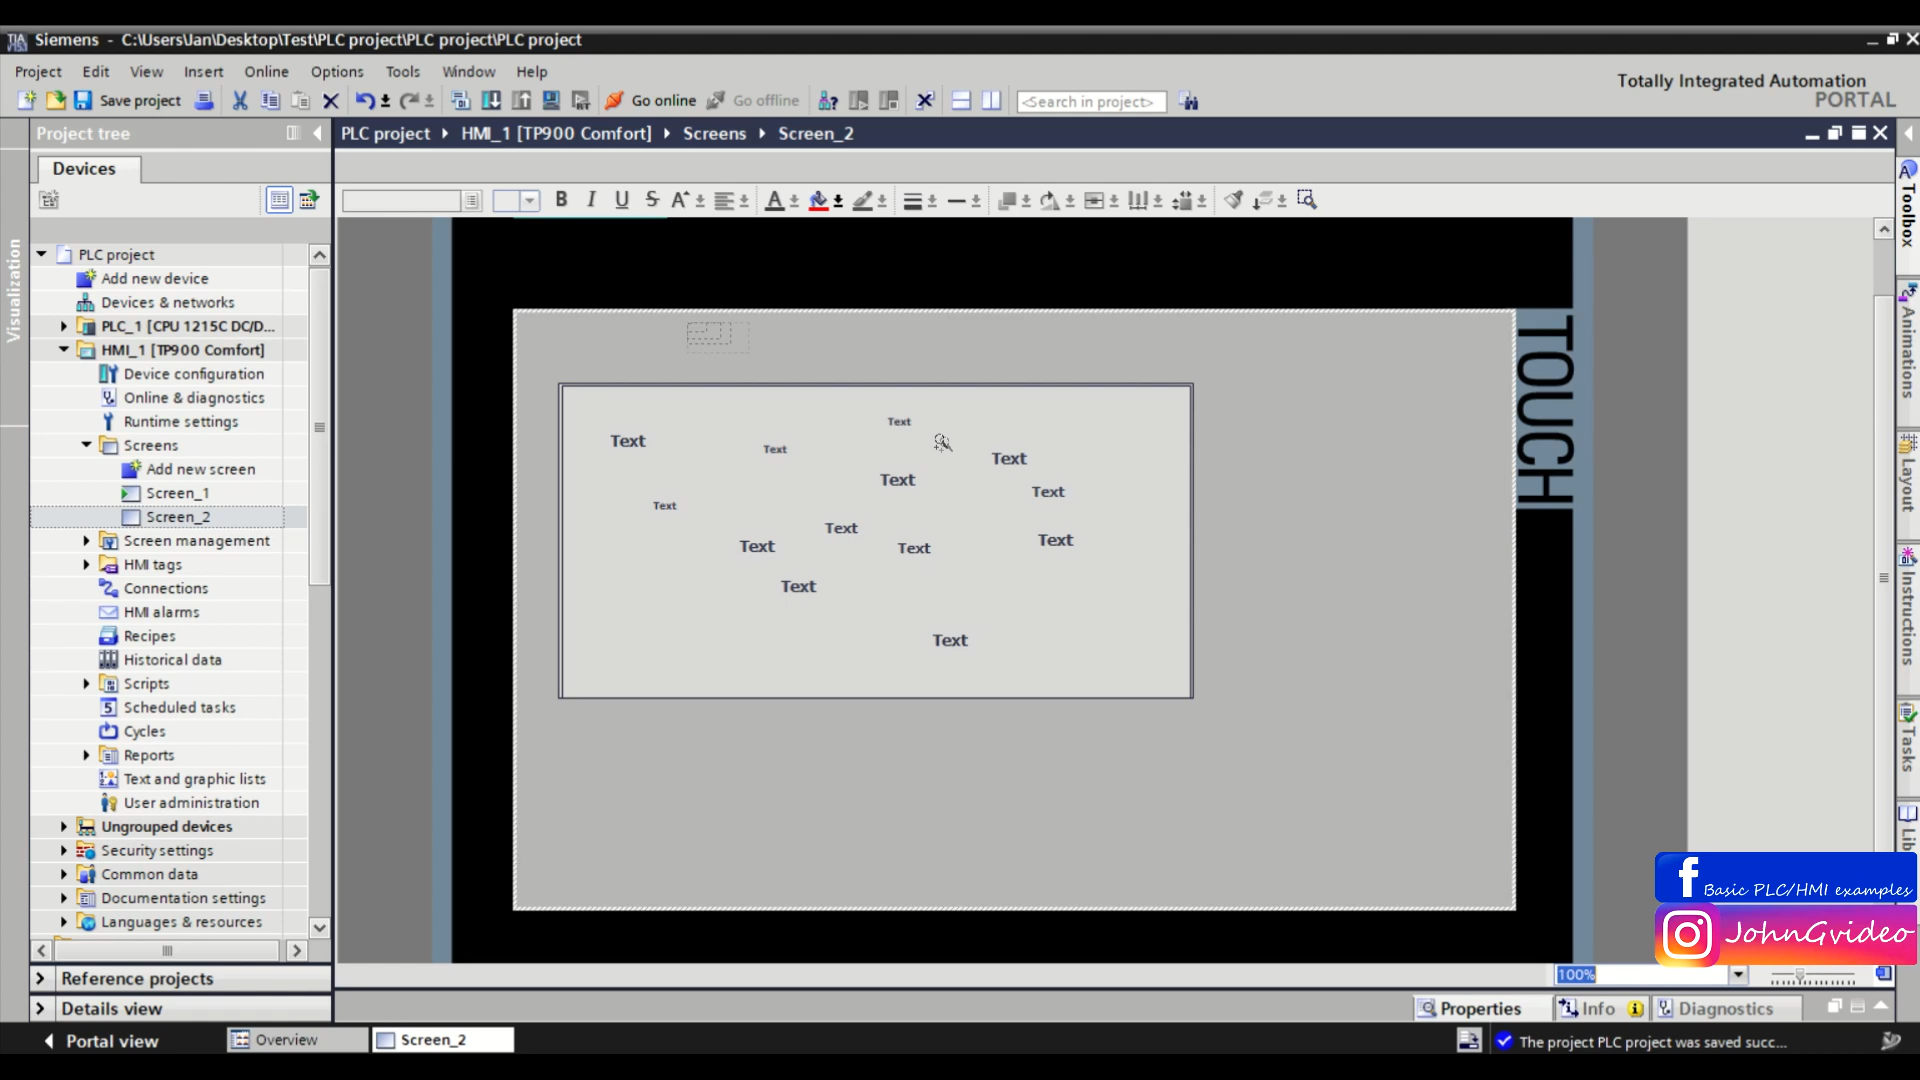 Siemens - C:\Users\Jan\Desktop\Test\PLC project\PLC project\PLC project
Project Edit View Insert Online Options Tools Window Help
Totally Integrated Automation
PORTAL
Save project Go online Go offline <Search in project>
Project tree
PLC project HMI_1 [TP900 Comfort] Screens Screen_2
Devices
B I U S A A
Visualization
PLC project
Add new device
Devices & networks
PLC_1 [CPU 1215C DC/D...
HMI_1 [TP900 Comfort]
Device configuration
Online & diagnostics
Runtime settings
Screens
Add new screen
Screen_1
Screen_2
Screen management
HMI tags
Connections
HMI alarms
Recipes
Historical data
Scripts
Scheduled tasks
Cycles
Reports
Text and graphic lists
User administration
Ungrouped devices
Security settings
Common data
Documentation settings
Languages & resources
Reference projects
Details view
Text
Text
Text
Text
Text
Text
Text
Text
Text
Text
Text
Text
Text
TOUCH
Toolbox
Animations
Layout
Instructions
Tasks
Basic PLC/HMI examples
JohnGvideo
100%
Properties Info Diagnostics
Portal view Overview Screen_2
The project PLC project was saved succ...